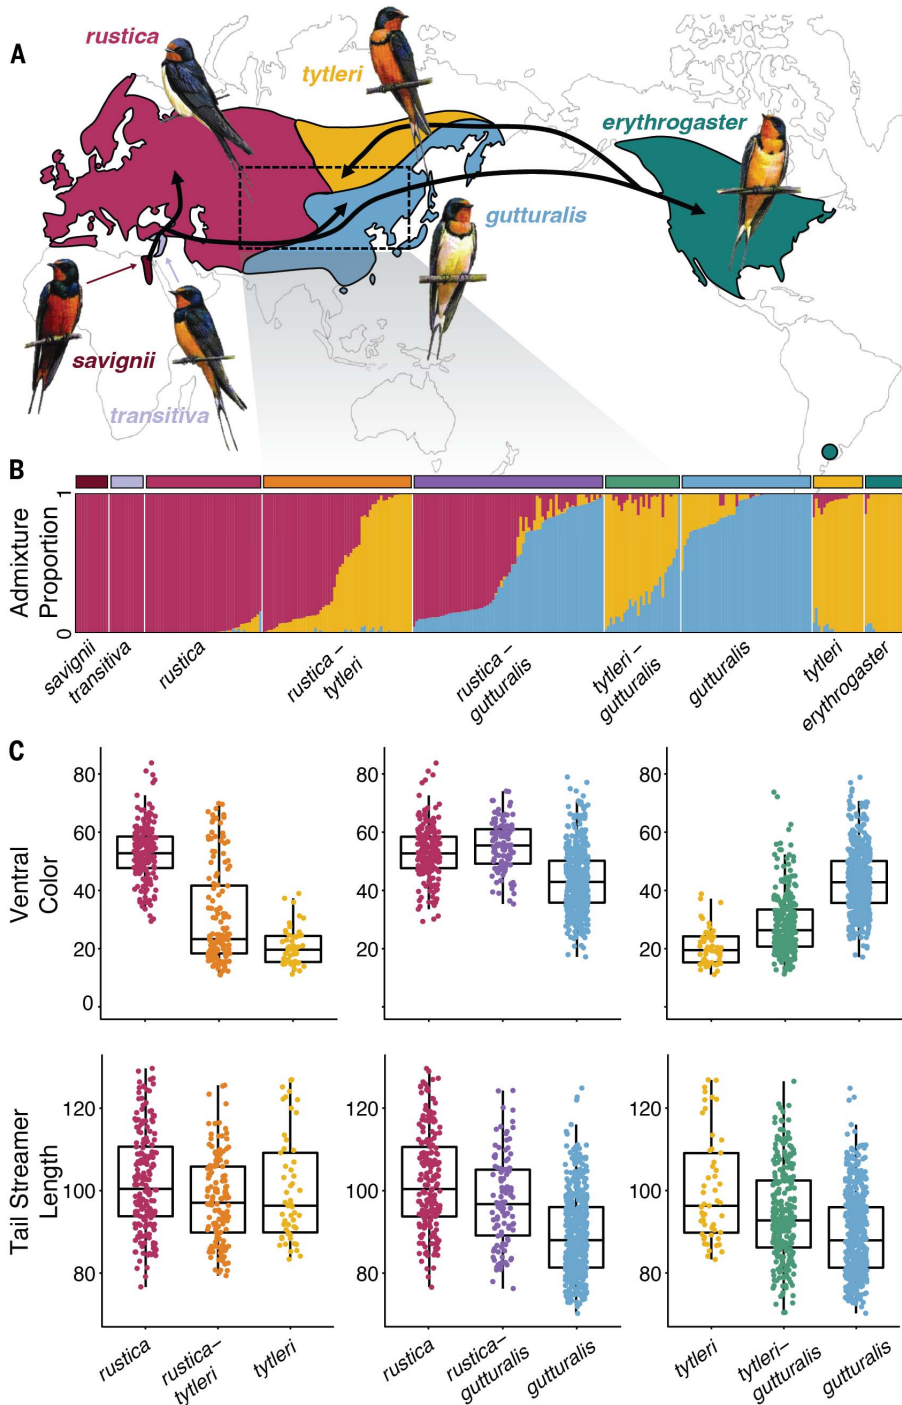 A
rustica
tytleri
erythrogaster
gutturalis
savignii
transitiva
B
Admixture
Proportion
1
0
savignii
transitiva
rustica
rustica –
tytleri
rustica –
gutturalis
tytleri –
gutturalis
gutturalis
tytleri
erythrogaster
C
Ventral
Color
80
60
40
20
0
80
60
40
20
80
60
40
20
Tail Streamer
Length
120
100
80
120
100
80
120
100
80
rustica
rustica–
tytleri
tytleri
rustica
rustica–
gutturalis
gutturalis
tytleri
tytleri–
gutturalis
gutturalis